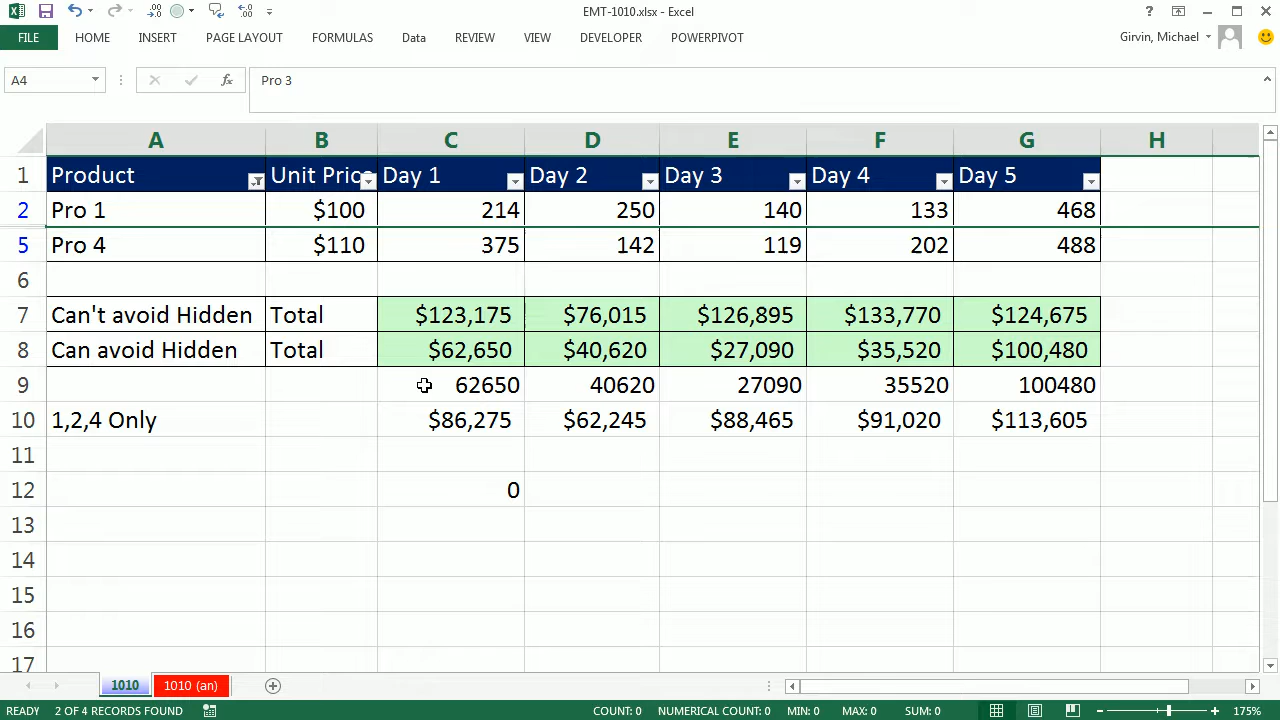 EMT-1010.xlsx - Excel
FILE HOME INSERT PAGE LAYOUT FORMULAS Data REVIEW VIEW DEVELOPER POWERPIVOT Girvin, Michael
A4 fx Pro 3
A B C D E F G H
1 Product Unit Price Day 1 Day 2 Day 3 Day 4 Day 5
2 Pro 1 $100 214 250 140 133 468
5 Pro 4 $110 375 142 119 202 488
6
7 Can't avoid Hidden Total $123,175 $76,015 $126,895 $133,770 $124,675
8 Can avoid Hidden Total $62,650 $40,620 $27,090 $35,520 $100,480
9 62650 40620 27090 35520 100480
10 1,2,4 Only $86,275 $62,245 $88,465 $91,020 $113,605
11
12 0
13
14
15
16
17
1010 1010 (an)
READY 2 OF 4 RECORDS FOUND COUNT: 0 NUMERICAL COUNT: 0 MIN: 0 MAX: 0 SUM: 0 175%